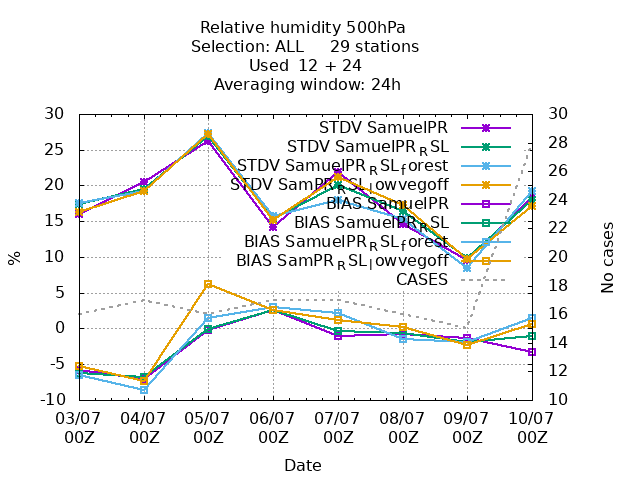 Relative humidity 500hPa
Selection: ALL 29 stations
Used 12 + 24
Averaging window: 24h
30 30
28
25
26
20
24
15
22
10
20
5
18
0
16
-5
14
12
-10 10
STDV SamuelPR
STDV SamuelPR_RSL
STDV SamuelPR_RSL_forest
STDV SamPR_RSL_lowvegoff
BIAS SamuelPR
BIAS SamuelPR_RSL
BIAS SamuelPR_RSL_forest
BIAS SamPR_RSL_lowvegoff
CASES
%
No cases
03/07 04/07 05/07 06/07 07/07 08/07 09/07 10/07
00Z 00Z 00Z 00Z 00Z 00Z 00Z 00Z
Date